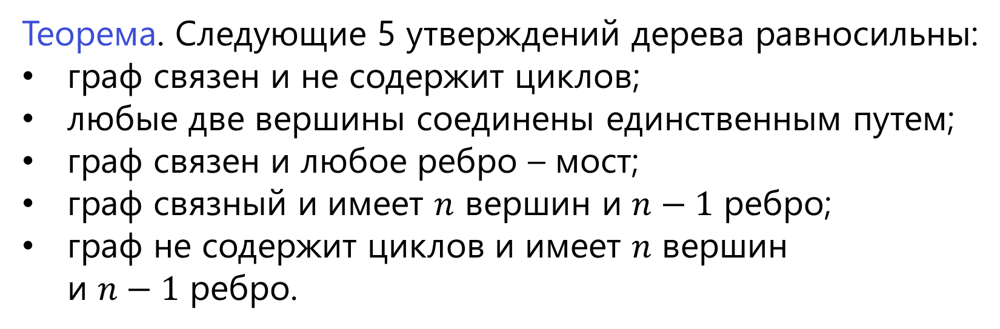 Теорема. Следующие 5 утверждений дерева равносильны:
• граф связен и не содержит циклов;
• любые две вершины соединены единственным путем;
• граф связен и любое ребро – мост;
• граф связный и имеет n вершин и n − 1 ребро;
• граф не содержит циклов и имеет n вершин
и n − 1 ребро.